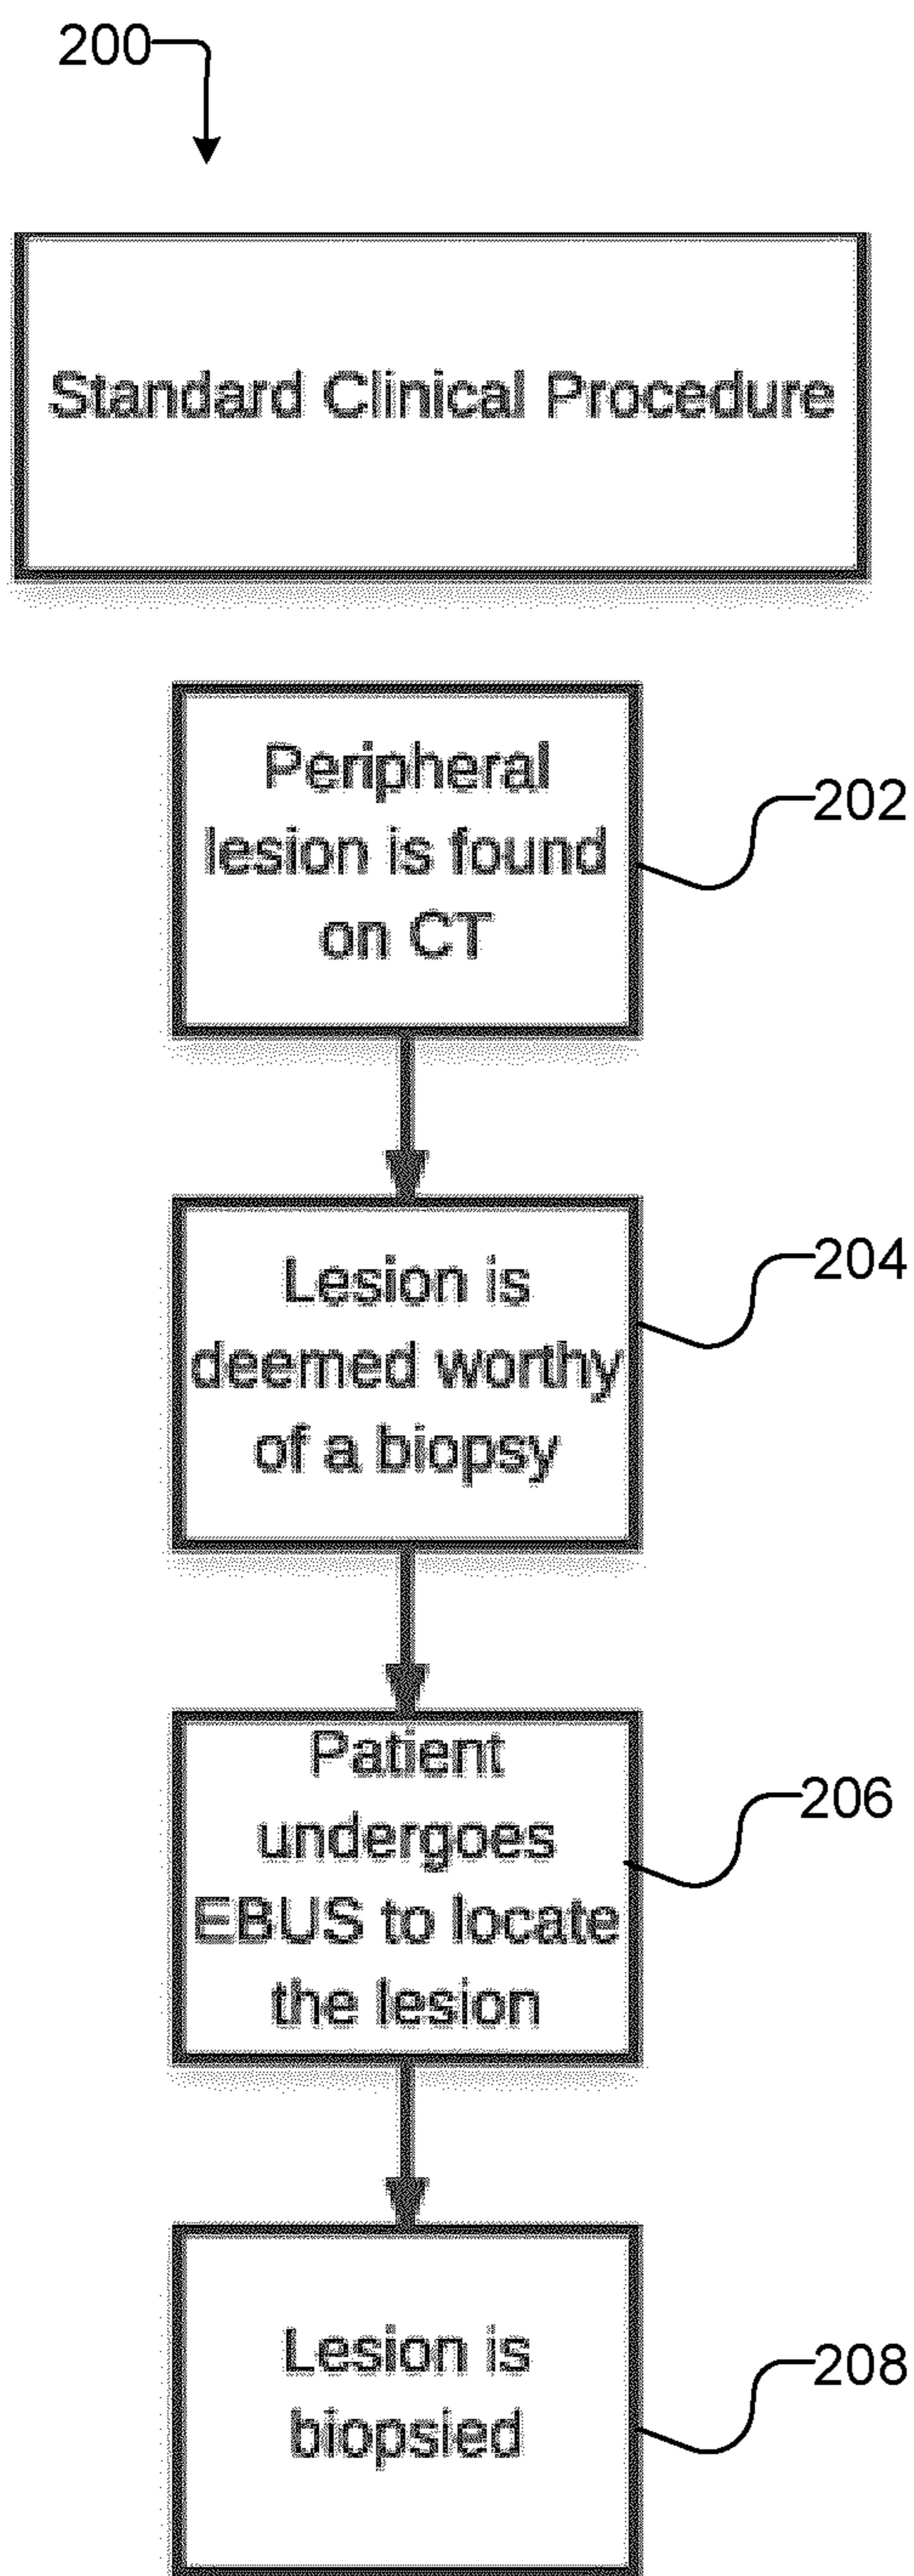 200
Standard Clinical Procedure
Peripheral
lesion is found
on CT
202
Lesion is
deemed worthy
of a biopsy
204
Patient
undergoes
EBUS to locate
the lesion
206
Lesion is
biopsied
208